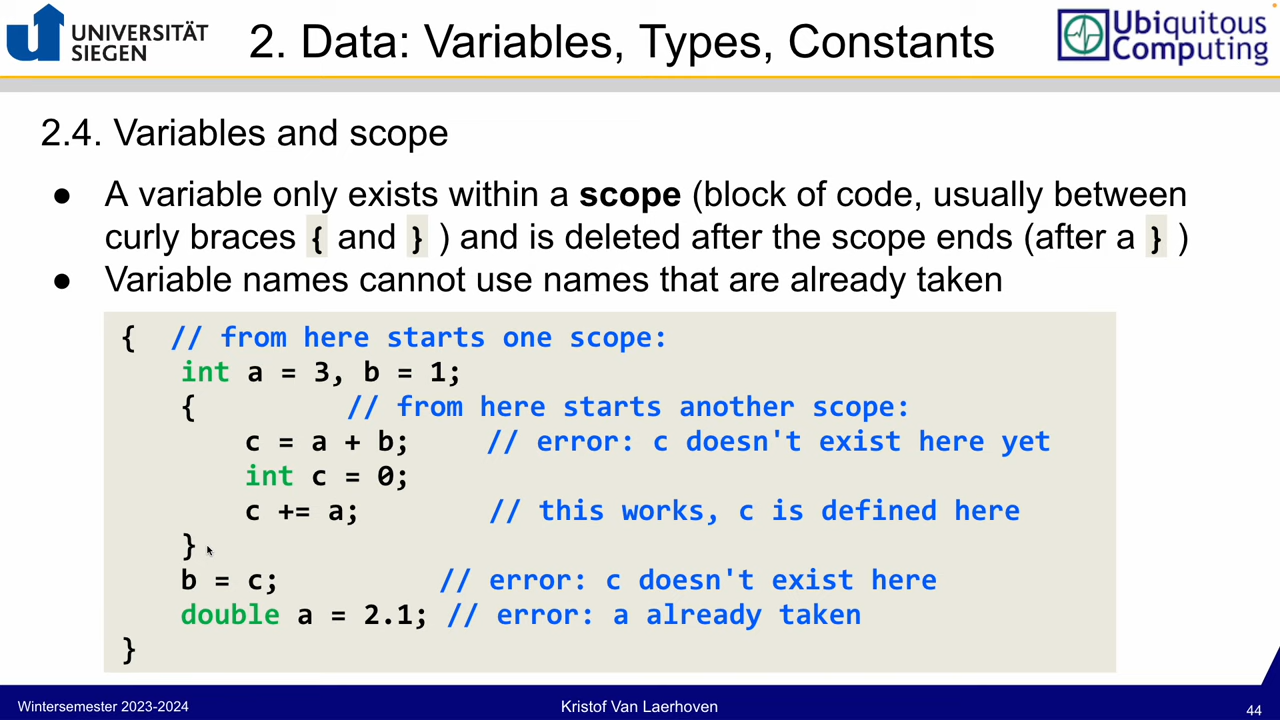 UNIVERSITÄT
SIEGEN
2. Data: Variables, Types, Constants
Ubiquitous
Computing
2.4. Variables and scope
● A variable only exists within a scope (block of code, usually between
curly braces { and } ) and is deleted after the scope ends (after a } )
● Variable names cannot use names that are already taken
{ // from here starts one scope:
int a = 3, b = 1;
{ // from here starts another scope:
c = a + b; // error: c doesn't exist here yet
int c = 0;
c += a; // this works, c is defined here
}
b = c; // error: c doesn't exist here
double a = 2.1; // error: a already taken
}
Wintersemester 2023-2024
Kristof Van Laerhoven
44